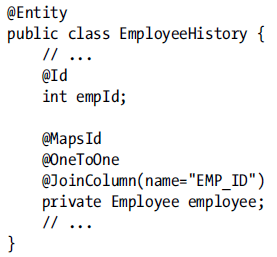 @Entity
public class EmployeeHistory {
    // ...
    @Id
    int empId;

    @MapsId
    @OneToOne
    @JoinColumn(name="EMP_ID")
    private Employee employee;
    // ...
}